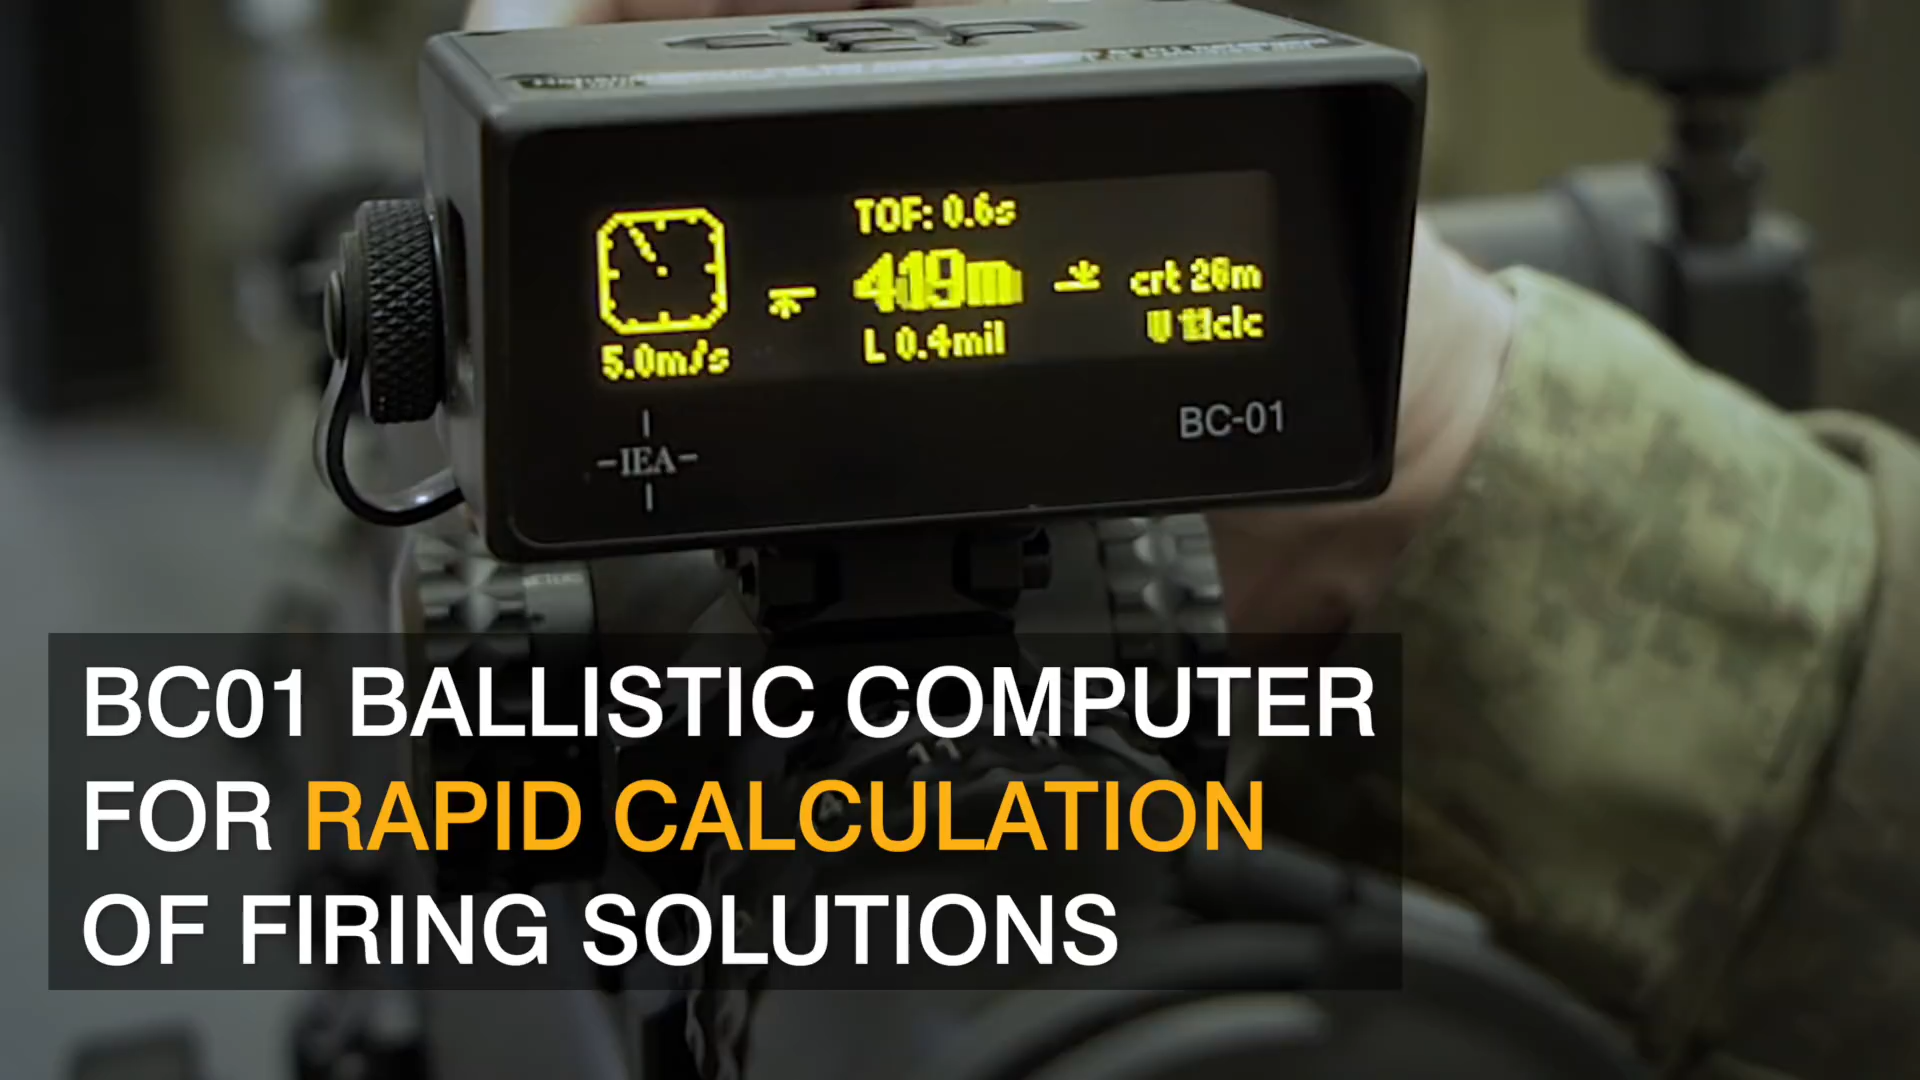 TOF: 0.6s
419m
L 0.4mil
5.0m/s
crt 26m
clc
BC-01
-IEA-
BC01 BALLISTIC COMPUTER
FOR RAPID CALCULATION
OF FIRING SOLUTIONS